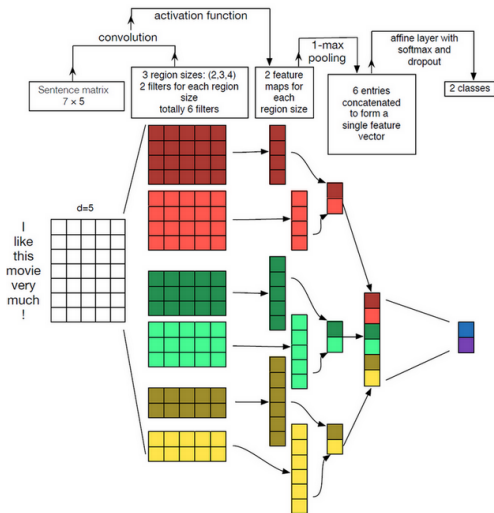 activation function
convolution
1-max
pooling
affine layer with
softmax and
dropout
Sentence matrix
7 × 5
3 region sizes: (2,3,4)
2 filters for each region
size
totally 6 filters
2 feature
maps for
each
region size
6 entries
concatenated
to form a
single feature
vector
2 classes
d=5
I
like
this
movie
very
much
!